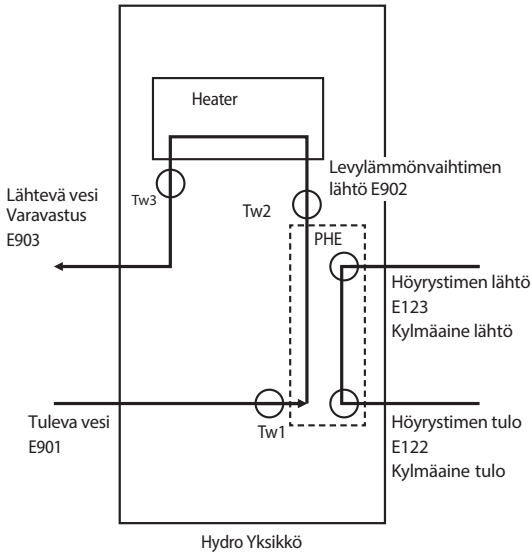 Heater
Levylämmönvaihtimen
lähtö E902
Lähtevä vesi
Varavastus
E903
Tw3
Tw2
PHE
Höyrystimen lähtö
E123
Kylmäaine lähtö
Tuleva vesi
E901
Tw1
Höyrystimen tulo
E122
Kylmäaine tulo
Hydro Yksikkö